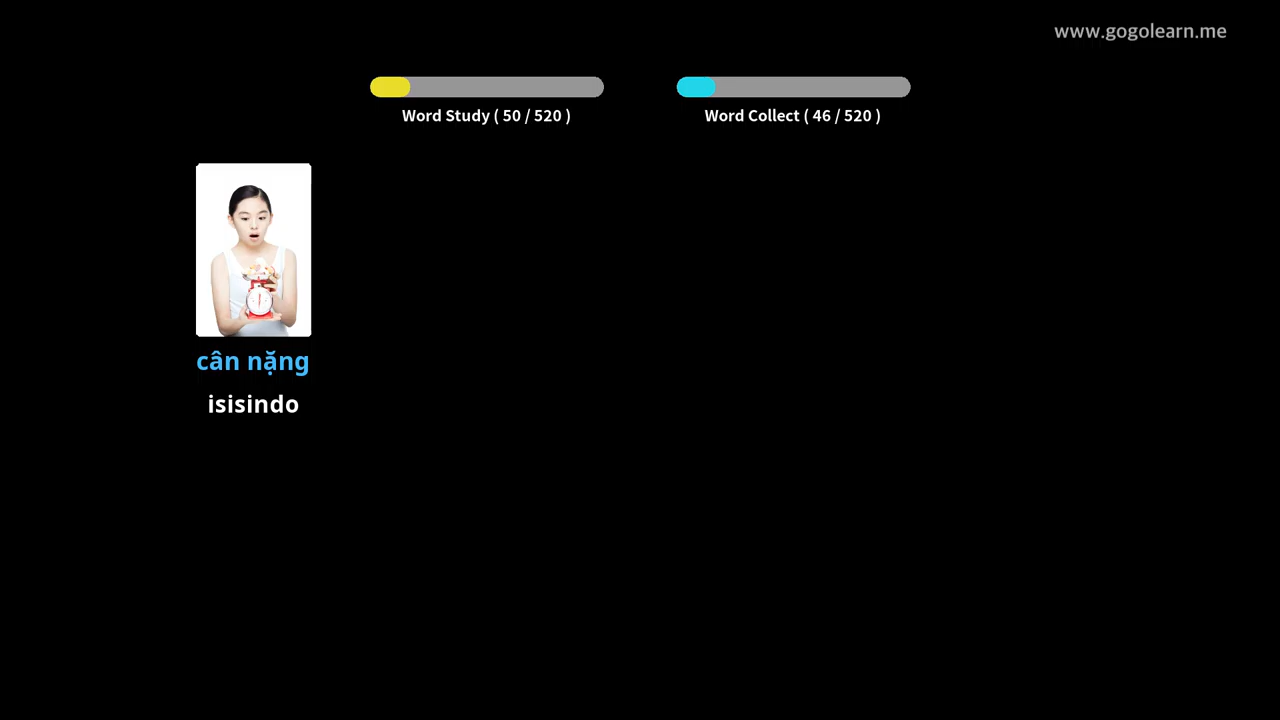 www.gogolearn.me
Word Study ( 50 / 520 )
Word Collect ( 46 / 520 )
cân nặng
isisindo